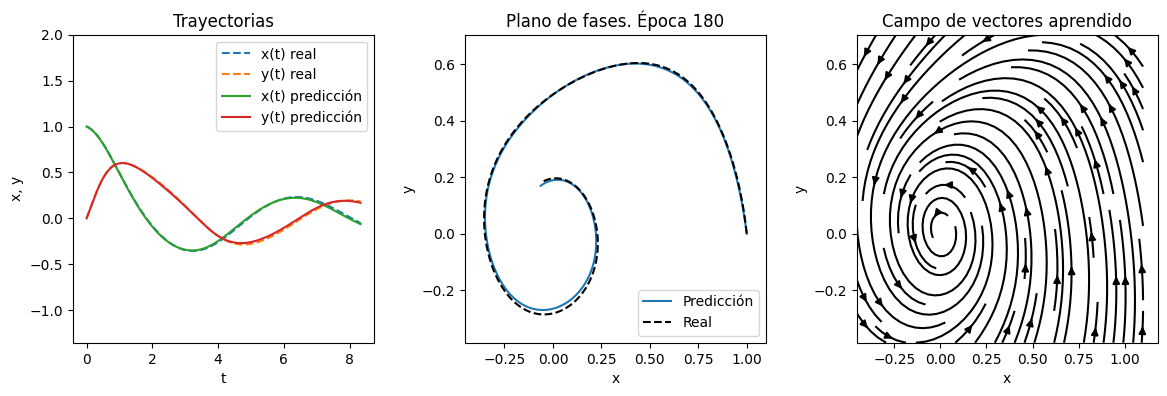 Trayectorias
x(t) real
y(t) real
x(t) predicción
y(t) predicción
2.0
1.5
1.0
0.5
0.0
−0.5
−1.0
x, y
0 2 4 6 8
t
Plano de fases. Época 180
0.6
0.4
0.2
0.0
−0.2
y
Predicción
Real
−0.25 0.00 0.25 0.50 0.75 1.00
x
Campo de vectores aprendido
0.6
0.4
0.2
0.0
−0.2
y
−0.25 0.00 0.25 0.50 0.75 1.00
x